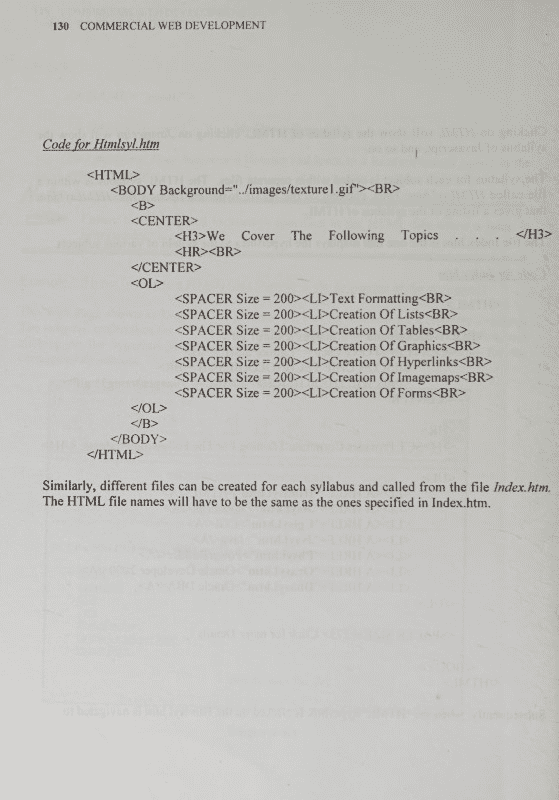 130 COMMERCIAL WEB DEVELOPMENT
Code for Htmlsyl.htm
<HTML>
<BODY Background="../images/texture1.gif"><BR>
<B>
<CENTER>
<H3>We Cover The Following Topics . . . </H3>
<HR><BR>
</CENTER>
<OL>
<SPACER Size = 200><LI>Text Formatting<BR>
<SPACER Size = 200><LI>Creation Of Lists<BR>
<SPACER Size = 200><LI>Creation Of Tables<BR>
<SPACER Size = 200><LI>Creation Of Graphics<BR>
<SPACER Size = 200><LI>Creation Of Hyperlinks<BR>
<SPACER Size = 200><LI>Creation Of Imagemaps<BR>
<SPACER Size = 200><LI>Creation Of Forms<BR>
</OL>
</B>
</BODY>
</HTML>
Similarly, different files can be created for each syllabus and called from the file Index.htm.
The HTML file names will have to be the same as the ones specified in Index.htm.